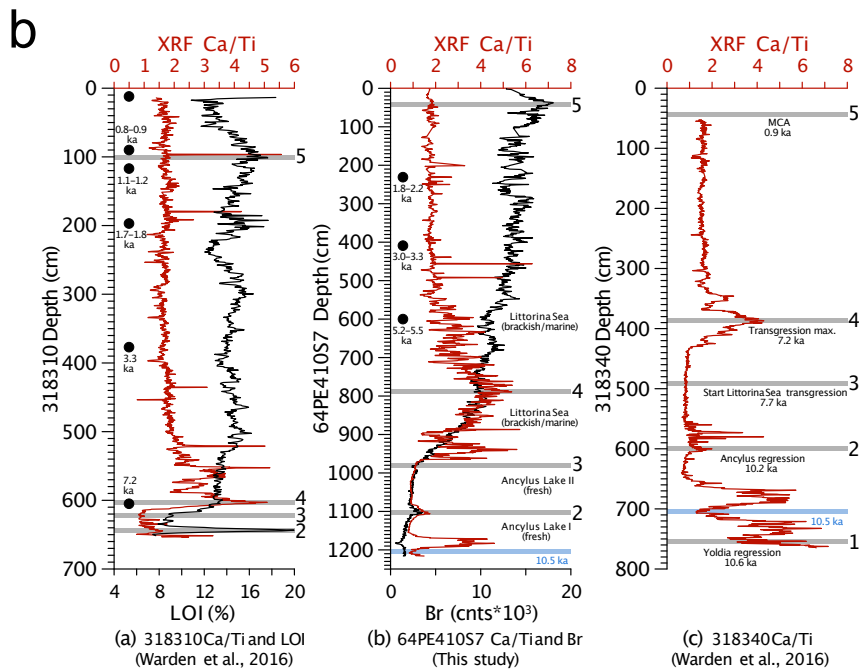 b
XRF Ca/Ti
XRF Ca/Ti
XRF Ca/Ti
0 1 2 3 4 5 6
0 2 4 6 8
0 2 4 6 8
318310 Depth (cm)
0
100
200
300
400
500
600
700
0.8–0.9
ka
1.1–1.2
ka
1.7–1.8
ka
3.3
ka
7.2
ka
5
4
3
2
4 8 12 16 20
LOI (%)
64PE410S7 Depth (cm)
0
100
200
300
400
500
600
700
800
900
1000
1100
1200
1.8–2.2
ka
3.0–3.3
ka
5.2–5.5
ka
5
Littorina Sea
(brackish/marine)
4
Littorina Sea
(brackish/marine)
3
Ancylus Lake II
(fresh)
2
Ancylus Lake I
(fresh)
10.5 ka
0 10 20
Br (cnts*10³)
318340 Depth (cm)
0
100
200
300
400
500
600
700
800
5
MCA
0.9 ka
4
Transgression max.
7.2 ka
3
Start Littorina Sea transgression
7.7 ka
2
Ancylus regression
10.2 ka
10.5 ka
1
Yoldia regression
10.6 ka
(a) 318310 Ca/Ti and LOI
(Warden et al., 2016)
(b) 64PE410S7 Ca/Ti and Br
(This study)
(c) 318340 Ca/Ti
(Warden et al., 2016)